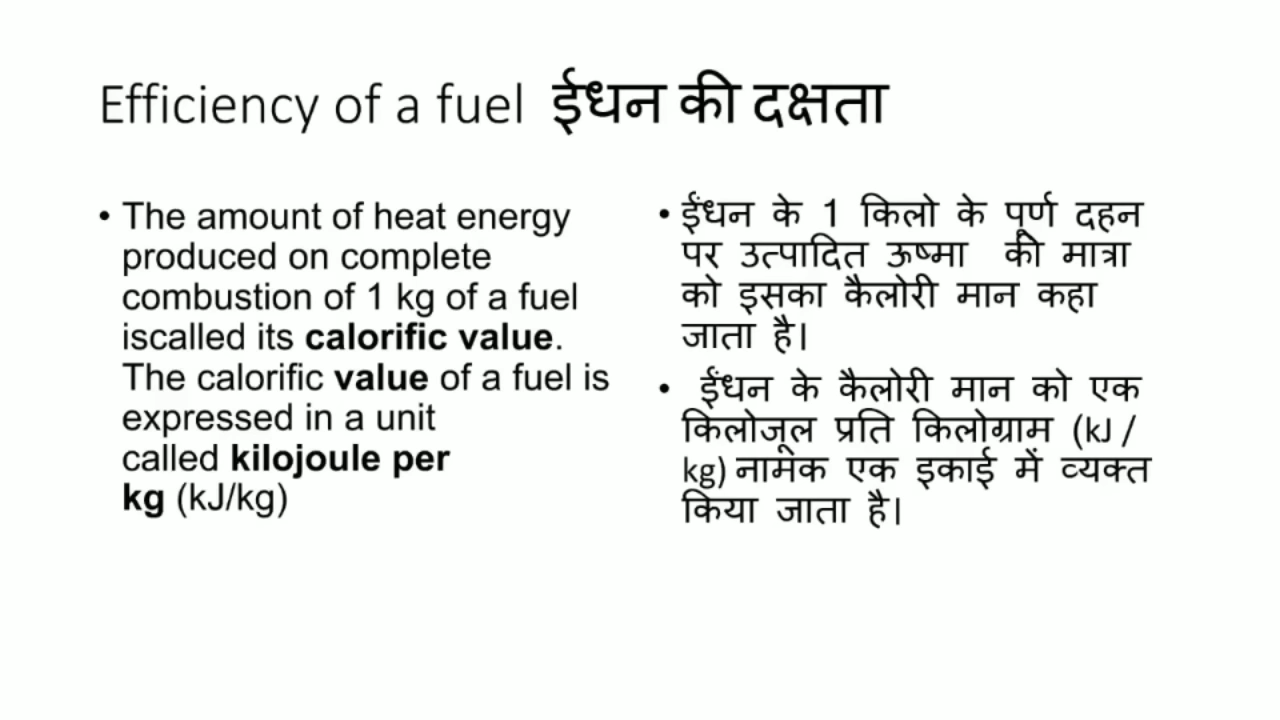 Efficiency of a fuel ईधन की दक्षता
• The amount of heat energy
produced on complete
combustion of 1 kg of a fuel
iscalled its calorific value.
The calorific value of a fuel is
expressed in a unit
called kilojoule per
kg (kJ/kg)
• ईंधन के 1 किलो के पूर्ण दहन
पर उत्पादित ऊष्मा की मात्रा
को इसका कैलोरी मान कहा
जाता है।
• ईंधन के कैलोरी मान को एक
किलोजूल प्रति किलोग्राम (kJ /
kg) नामक एक इकाई में व्यक्त
किया जाता है।